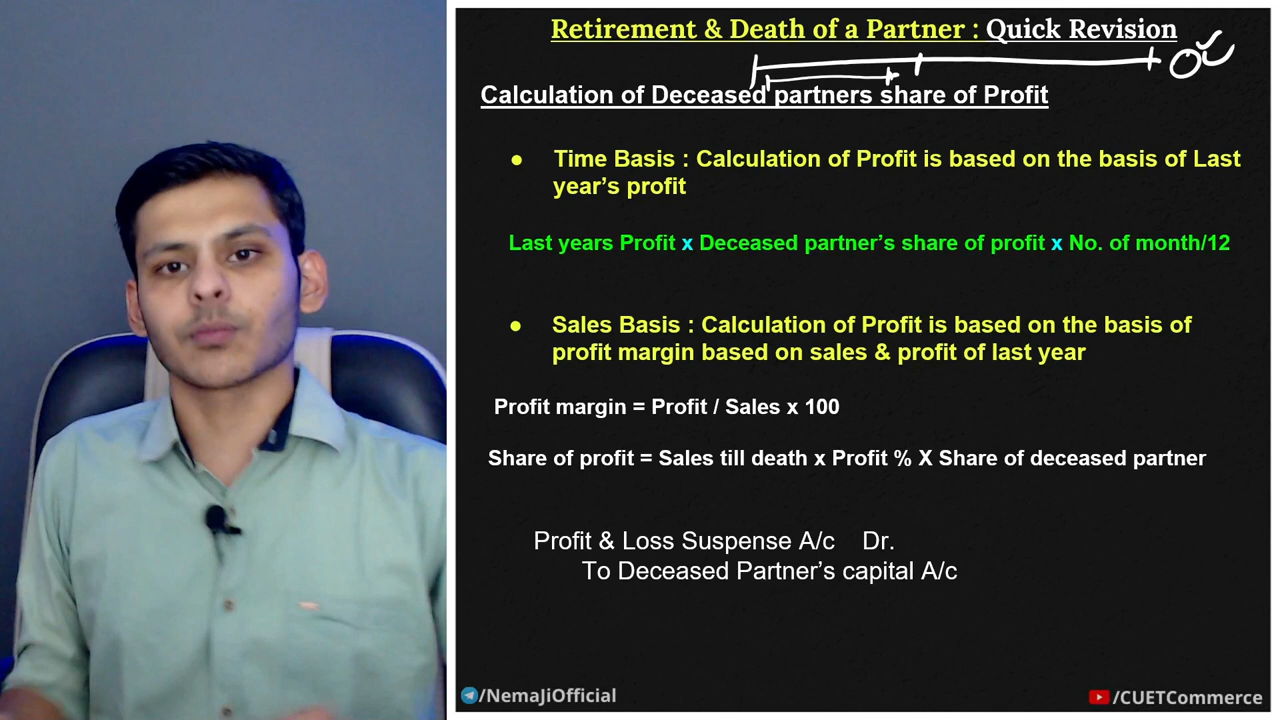 Retirement & Death of a Partner : Quick Revision
Calculation of Deceased partners share of Profit
● Time Basis : Calculation of Profit is based on the basis of Last
year’s profit
Last years Profit x Deceased partner’s share of profit x No. of month/12
● Sales Basis : Calculation of Profit is based on the basis of
profit margin based on sales & profit of last year
Profit margin = Profit / Sales x 100
Share of profit = Sales till death x Profit % X Share of deceased partner
Profit & Loss Suspense A/c Dr.
To Deceased Partner’s capital A/c
/NemaJiOfficial
/CUETCommerce